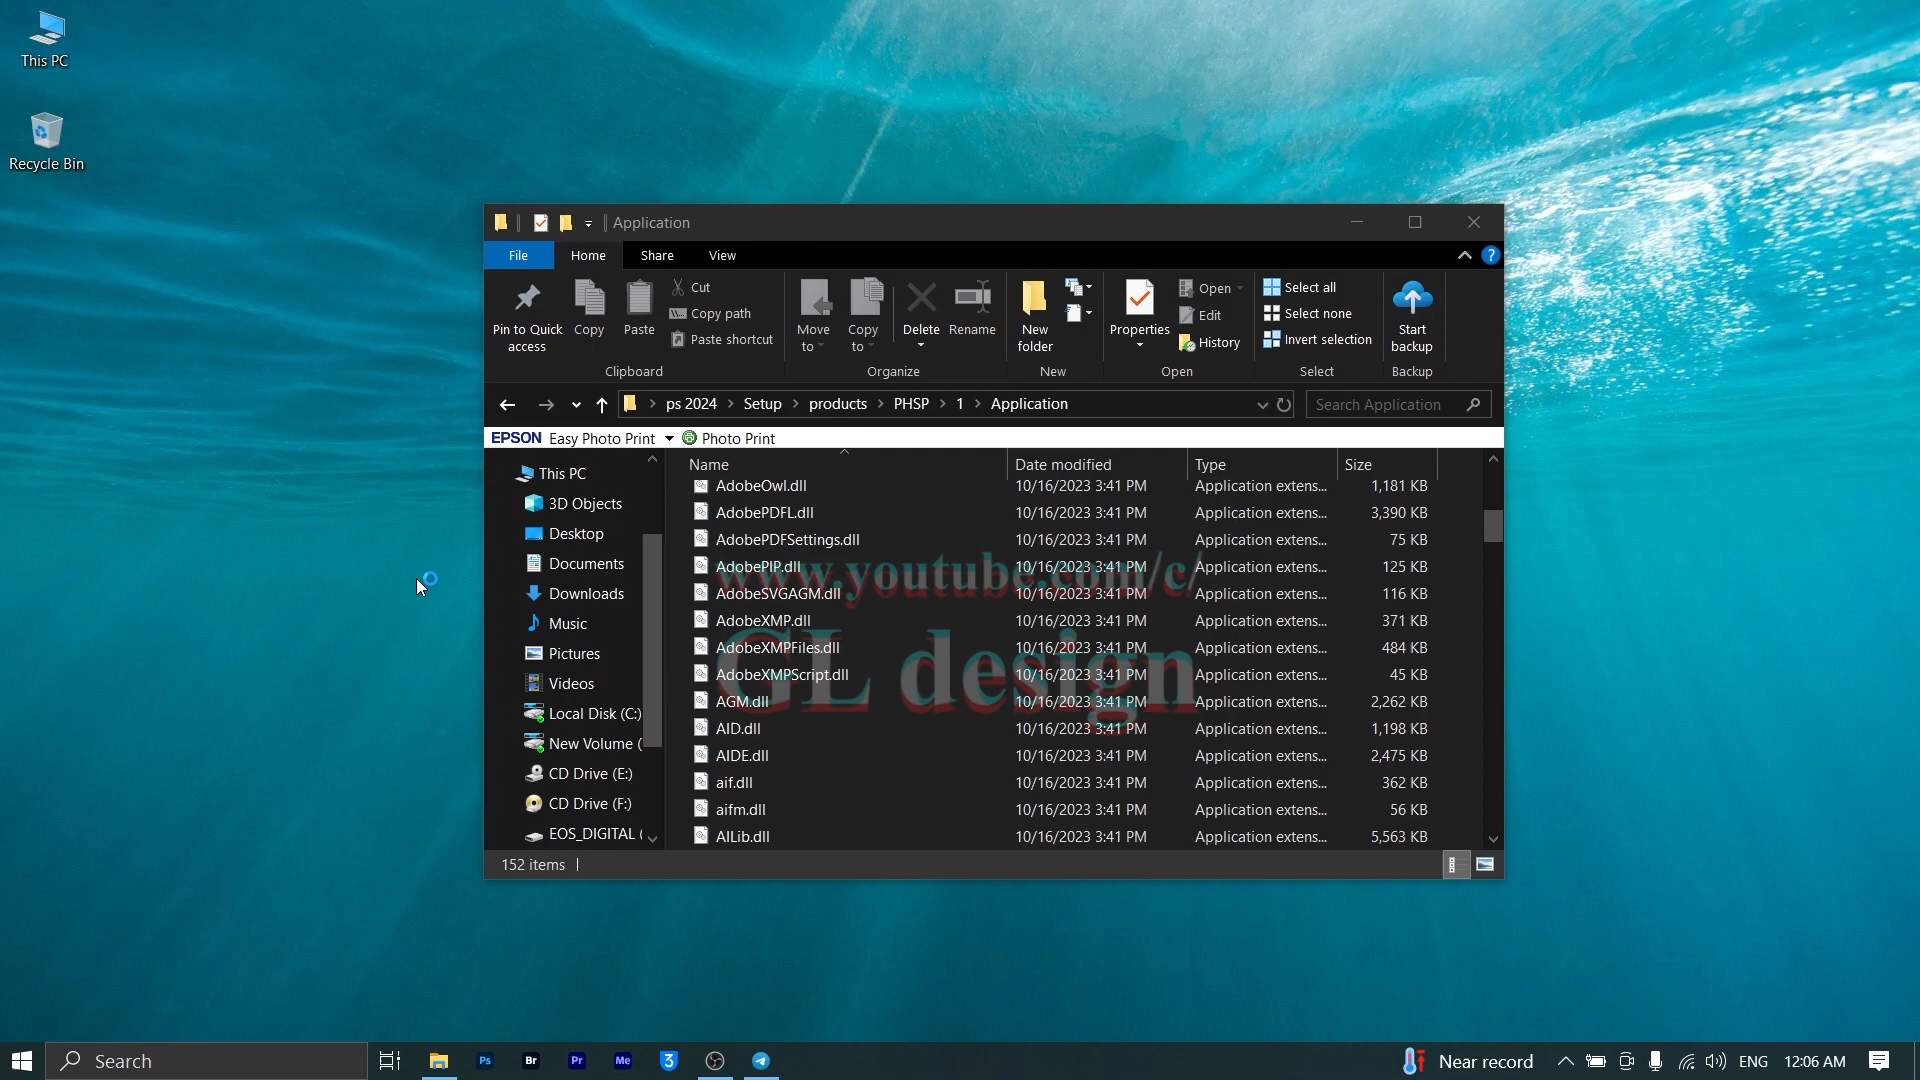 This PC
Recycle Bin
Application
File Home Share View
Pin to Quick access
Copy
Paste
Cut
Copy path
Paste shortcut
Clipboard
Move to
Copy to
Delete
Rename
Organize
New folder
New
Properties
Open
Edit
History
Open
Select all
Select none
Invert selection
Select
Start backup
Backup
ps 2024 Setup products PHSP 1 Application
Search Application
EPSON Easy Photo Print Photo Print
This PC
3D Objects
Desktop
Documents
Downloads
Music
Pictures
Videos
Local Disk (C:)
New Volume (
CD Drive (E:)
CD Drive (F:)
EOS_DIGITAL (
Name Date modified Type Size
AdobeOwl.dll 10/16/2023 3:41 PM Application extens... 1,181 KB
AdobePDFL.dll 10/16/2023 3:41 PM Application extens... 3,390 KB
AdobePDFSettings.dll 10/16/2023 3:41 PM Application extens... 75 KB
AdobePIP.dll 10/16/2023 3:41 PM Application extens... 125 KB
AdobeSVGAGM.dll 10/16/2023 3:41 PM Application extens... 116 KB
AdobeXMP.dll 10/16/2023 3:41 PM Application extens... 371 KB
AdobeXMPFiles.dll 10/16/2023 3:41 PM Application extens... 484 KB
AdobeXMPScript.dll 10/16/2023 3:41 PM Application extens... 45 KB
AGM.dll 10/16/2023 3:41 PM Application extens... 2,262 KB
AID.dll 10/16/2023 3:41 PM Application extens... 1,198 KB
AIDE.dll 10/16/2023 3:41 PM Application extens... 2,475 KB
aif.dll 10/16/2023 3:41 PM Application extens... 362 KB
aifm.dll 10/16/2023 3:41 PM Application extens... 56 KB
AILib.dll 10/16/2023 3:41 PM Application extens... 5,563 KB
www.youtube.com/c/
GL design
152 items
Search
Ps Br Pr Me
Near record
ENG
12:06 AM